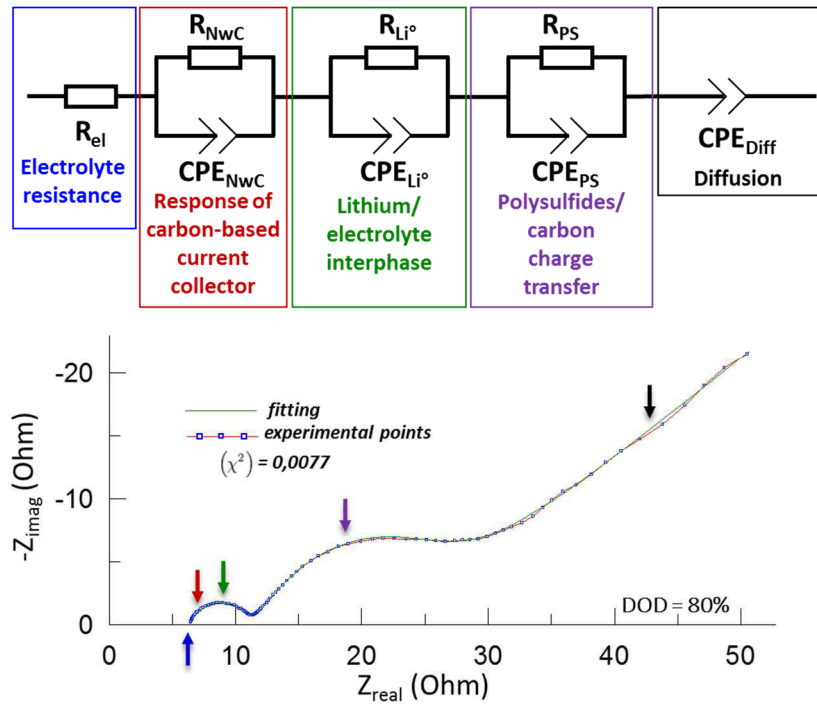 R_NwC
R_Li°
R_PS
R_el
CPE_NwC
CPE_Li°
CPE_PS
CPE_Diff
Electrolyte
resistance
Response of
carbon-based
current
collector
Lithium/
electrolyte
interphase
Polysulfides/
carbon
charge
transfer
Diffusion
-20
-10
0
-Z_imag (Ohm)
fitting
experimental points
(χ²) = 0,0077
DOD = 80%
0
10
20
30
40
50
Z_real (Ohm)